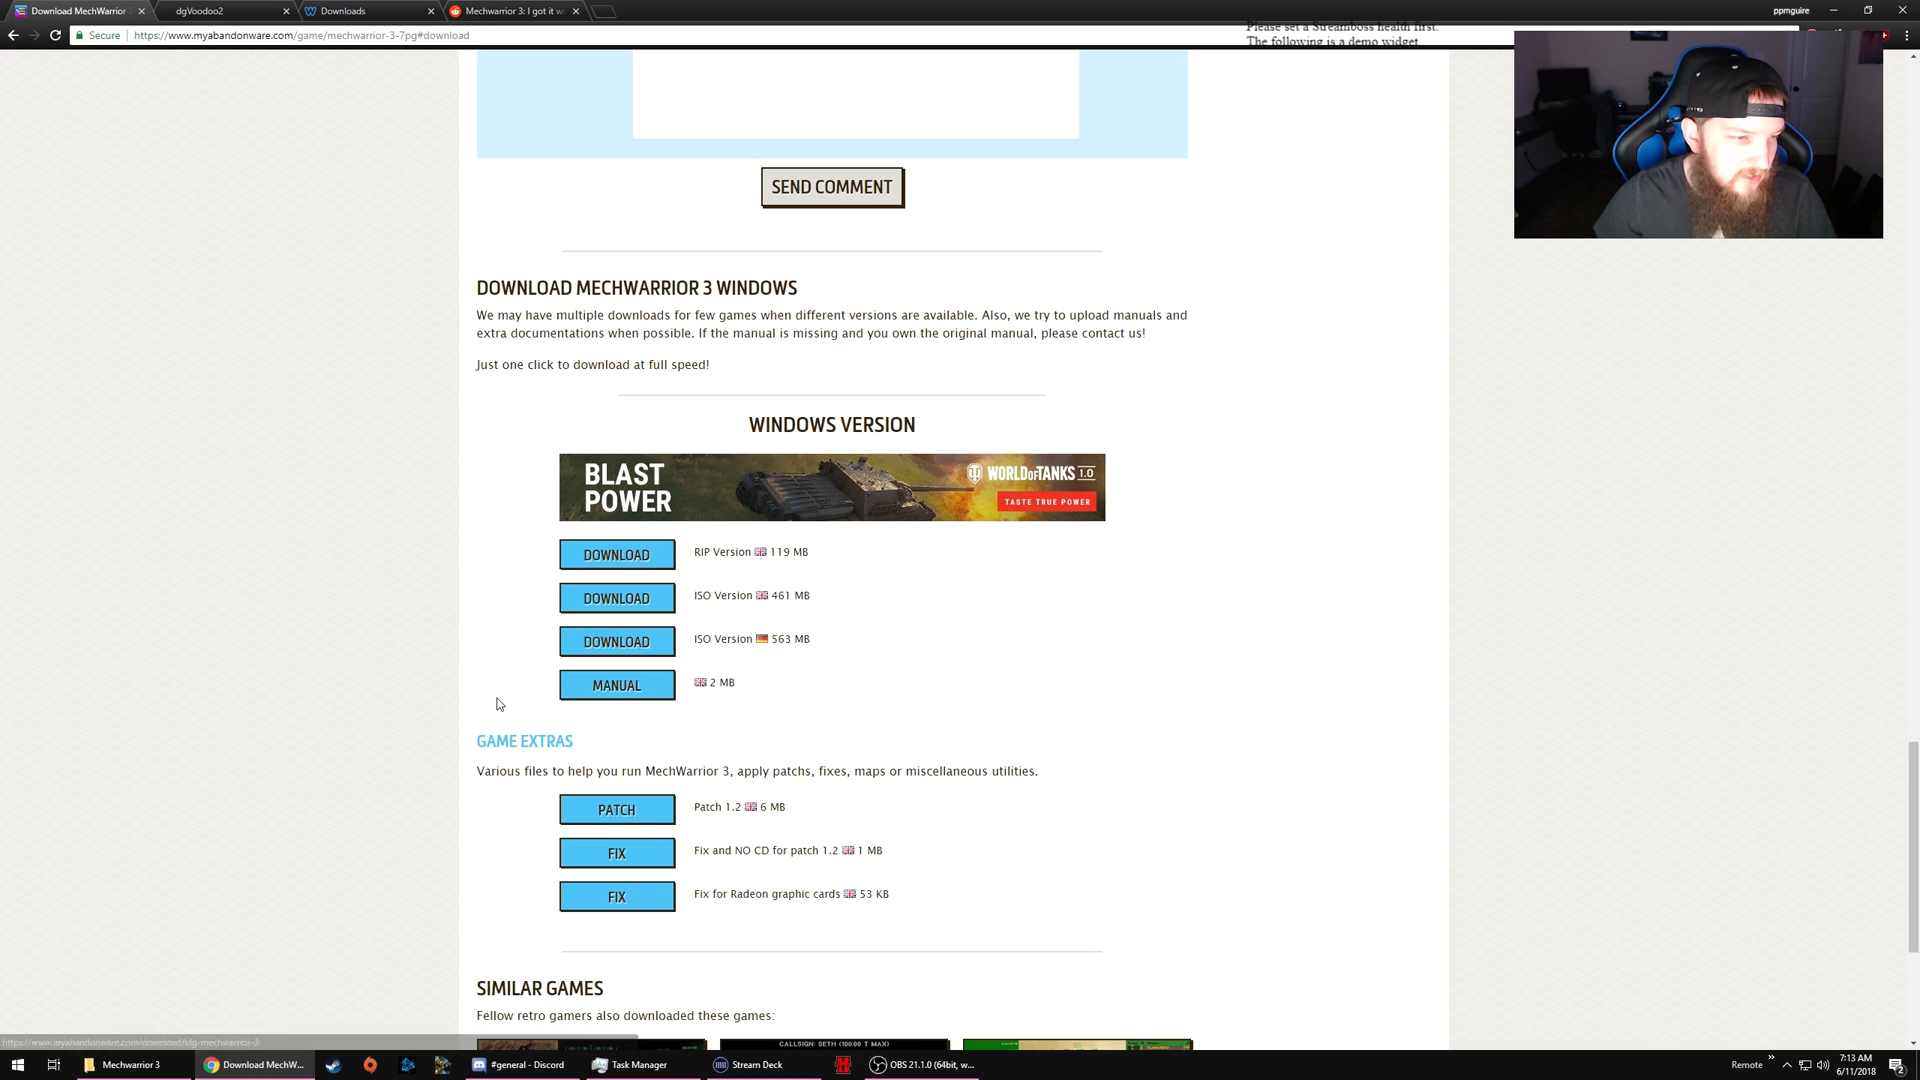 Download MechWarrior
dgVoodoo2
Downloads
Mechwarrior 3: I got it w
ppmguire
Secure
https://www.myabandonware.com/game/mechwarrior-3-7pg#download
Please set a Streamboss health first.
The following is a demo widget.
SEND COMMENT
DOWNLOAD MECHWARRIOR 3 WINDOWS
We may have multiple downloads for few games when different versions are available. Also, we try to upload manuals and
extra documentations when possible. If the manual is missing and you own the original manual, please contact us!
Just one click to download at full speed!
WINDOWS VERSION
BLAST
POWER
WORLD OF TANKS 1.0
TASTE TRUE POWER
DOWNLOAD RIP Version 119 MB
DOWNLOAD ISO Version 461 MB
DOWNLOAD ISO Version 563 MB
MANUAL 2 MB
GAME EXTRAS
Various files to help you run MechWarrior 3, apply patchs, fixes, maps or miscellaneous utilities.
PATCH Patch 1.2 6 MB
FIX Fix and NO CD for patch 1.2 1 MB
FIX Fix for Radeon graphic cards 53 KB
SIMILAR GAMES
Fellow retro gamers also downloaded these games:
CALLSIGN: SETH (100.00 T MAX)
Mechwarrior 3
Download MechW...
#general - Discord
Task Manager
Stream Deck
OBS 21.1.0 (64bit, w...
Remote
7:13 AM
6/11/2018